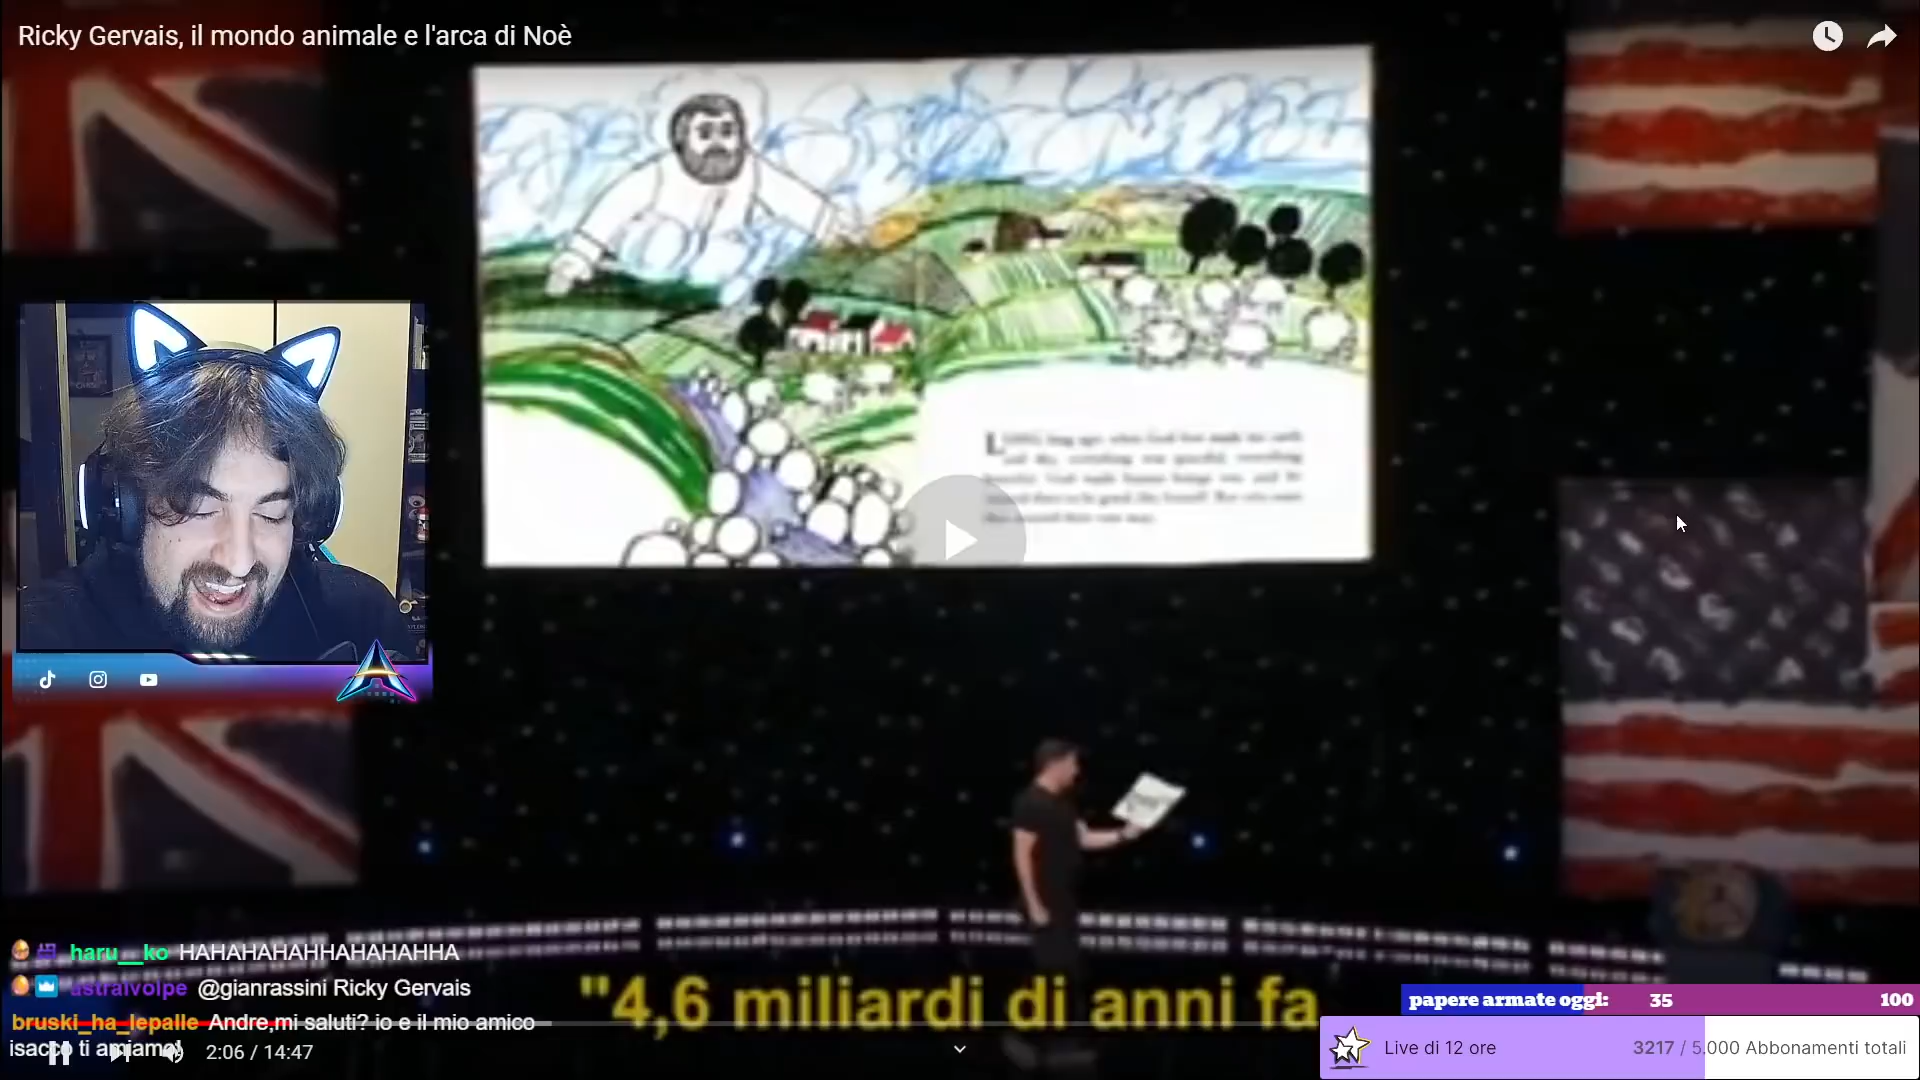 Ricky Gervais, il mondo animale e l'arca di Noè
haru__ko HAHAHAHAHHAHAHAHHA
astralvolpe @gianrassini Ricky Gervais
bruski_ha_lepalle Andre,mi saluti? io e il mio amico
isacco ti amiamo!
2:06 / 14:47
"4,6 miliardi di anni fa
papere armate oggi: 35 100
Live di 12 ore 3217 / 5.000 Abbonamenti totali